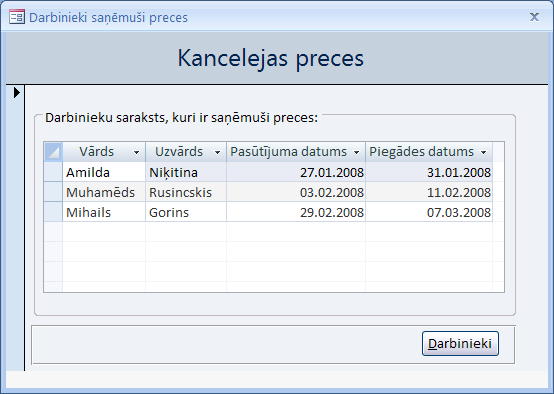 Darbinieki saņēmuši preces
Kancelejas preces
Darbinieku saraksts, kuri ir saņēmuši preces:
Vārds Uzvārds Pasūtījuma datums Piegādes datums
Amilda Ņiķitina 27.01.2008 31.01.2008
Muhamēds Rusincskis 03.02.2008 11.02.2008
Mihails Gorins 29.02.2008 07.03.2008
Darbinieki